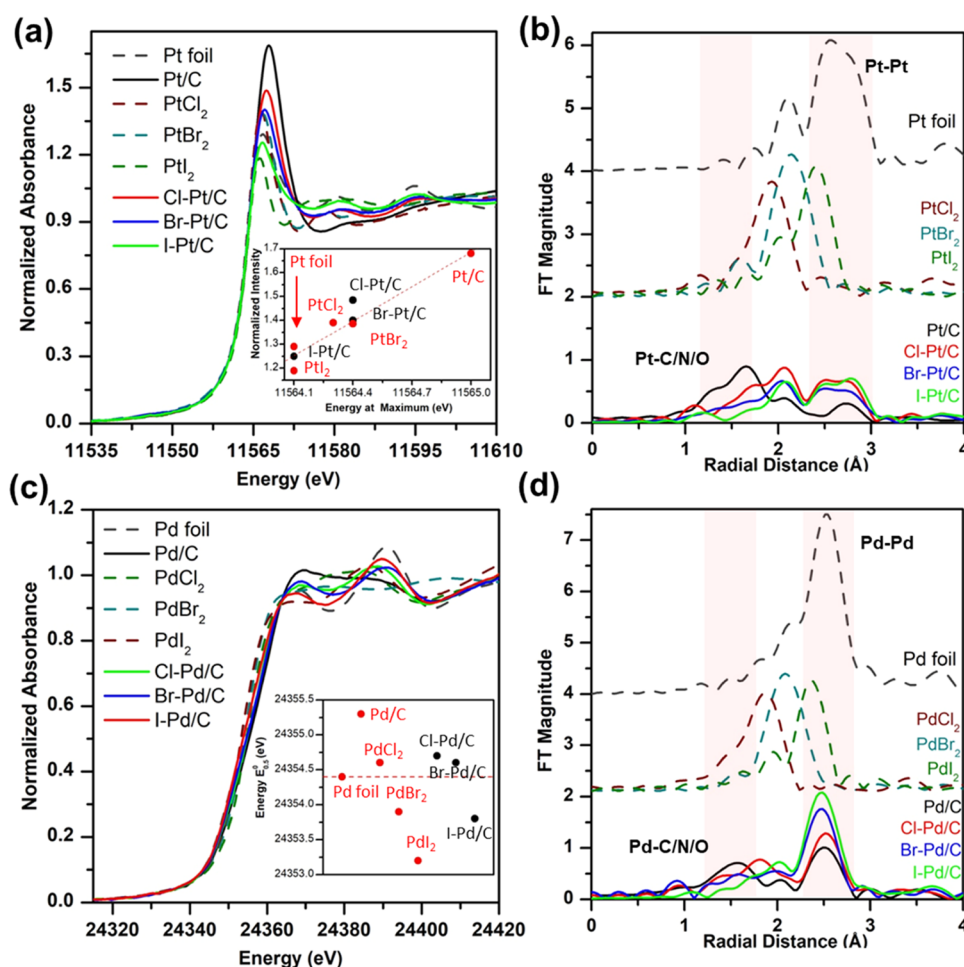 (a)
Pt foil
Pt/C
PtCl2
PtBr2
PtI2
Cl-Pt/C
Br-Pt/C
I-Pt/C
Normalized Absorbance
1.5
1.2
0.9
0.6
0.3
0.0
11535 11550 11565 11580 11595 11610
Energy (eV)
Normalized Intensity
1.7
1.6
1.5
1.4
1.3
1.2
Pt foil
Pt/C
Cl-Pt/C
PtCl2
Br-Pt/C
I-Pt/C
PtBr2
PtI2
11564.1 11564.4 11564.7 11565.0
Energy at Maximum (eV)
(b)
FT Magnitude
6
5
4
3
2
1
0
Pt-Pt
Pt foil
PtCl2
PtBr2
PtI2
Pt-C/N/O
Pt/C
Cl-Pt/C
Br-Pt/C
I-Pt/C
0 1 2 3 4
Radial Distance (Å)
(c)
Pd foil
Pd/C
PdCl2
PdBr2
PdI2
Cl-Pd/C
Br-Pd/C
I-Pd/C
Normalized Absorbance
1.2
1.0
0.8
0.6
0.4
0.2
0.0
24320 24340 24360 24380 24400 24420
Energy (eV)
Energy E0 0.5 (eV)
24355.5
24355.0
24354.5
24354.0
24353.5
24353.0
Pd/C
Cl-Pd/C
PdCl2
Br-Pd/C
Pd foil
PdBr2
I-Pd/C
PdI2
(d)
FT Magnitude
7
6
5
4
3
2
1
0
Pd-Pd
Pd foil
PdCl2
PdBr2
PdI2
Pd-C/N/O
Pd/C
Cl-Pd/C
Br-Pd/C
I-Pd/C
0 1 2 3 4
Radial Distance (Å)